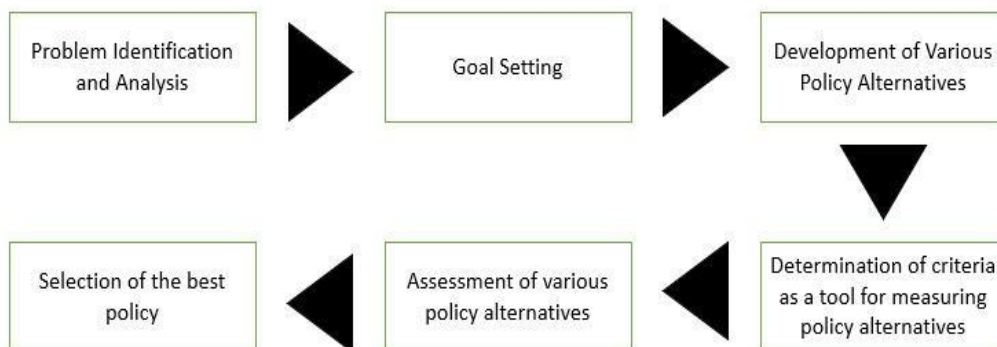 Problem Identification
and Analysis
Goal Setting
Development of Various
Policy Alternatives
Determination of criteria
as a tool for measuring
policy alternatives
Assessment of various
policy alternatives
Selection of the best
policy